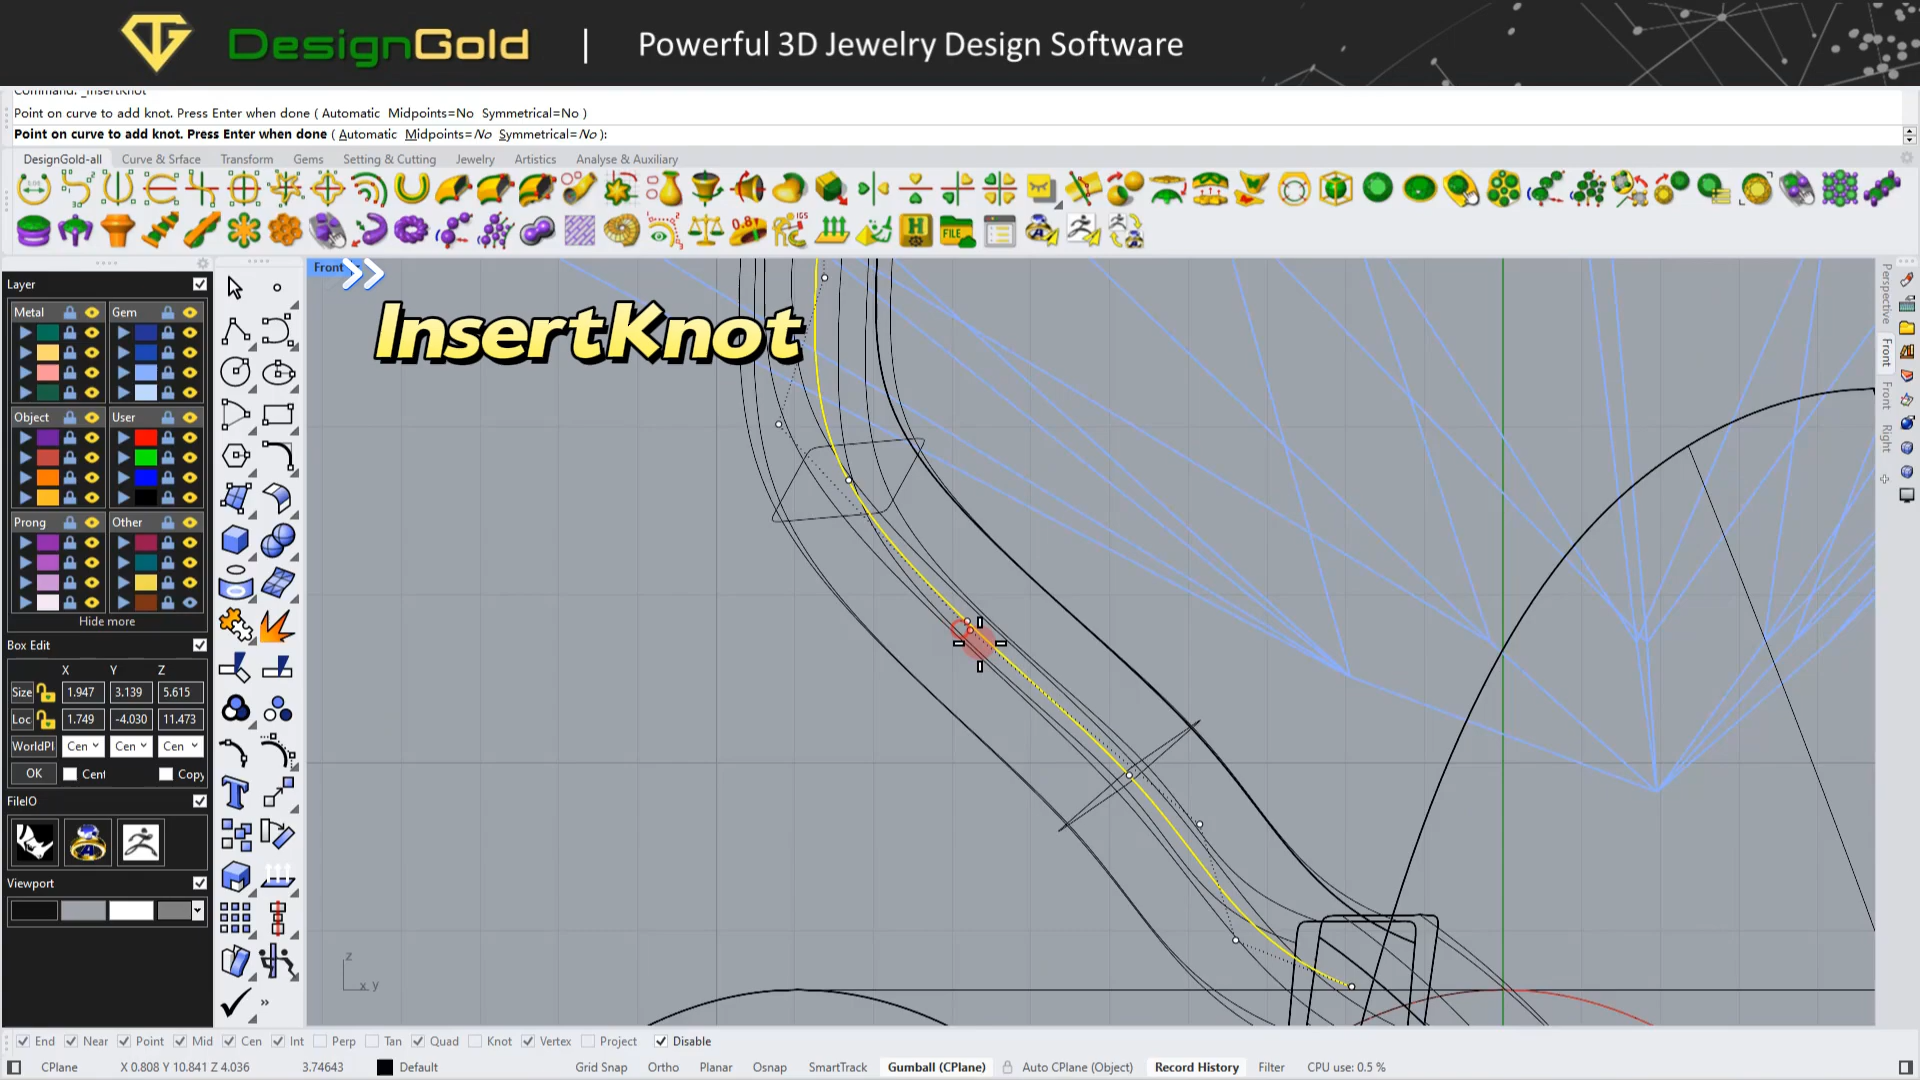 DesignGold | Powerful 3D Jewelry Design Software
Command: _InsertKnot
Point on curve to add knot. Press Enter when done ( Automatic Midpoints=No Symmetrical=No )
Point on curve to add knot. Press Enter when done ( Automatic Midpoints=No Symmetrical=No ):
DesignGold-all Curve & Srface Transform Gems Setting & Cutting Jewelry Artistics Analyse & Auxiliary
Front
InsertKnot
Layer
Metal Gem
Object User
Prong Other
Hide more
Box Edit
X Y Z
Size 1.947 3.139 5.615
Loc 1.749 -4.030 11.473
WorldPl Cen Cen Cen
OK Cent Copy
FileIO
Viewport
Perspective
Front
Front
Right
z
x y
End Near Point Mid Cen Int Perp Tan Quad Knot Vertex Project Disable
CPlane X 0.808 Y 10.841 Z 4.036 3.74643 Default Grid Snap Ortho Planar Osnap SmartTrack Gumball (CPlane) Auto CPlane (Object) Record History Filter CPU use: 0.5 %